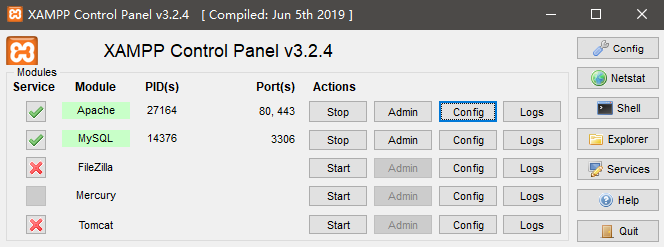 XAMPP Control Panel v3.2.4 [ Compiled: Jun 5th 2019 ]
XAMPP Control Panel v3.2.4
Config
Modules
Service Module PID(s) Port(s) Actions
Netstat
Apache 27164 80, 443 Stop Admin Config Logs
Shell
MySQL 14376 3306 Stop Admin Config Logs
Explorer
FileZilla Start Admin Config Logs
Services
Mercury Start Admin Config Logs
Help
Tomcat Start Admin Config Logs
Quit